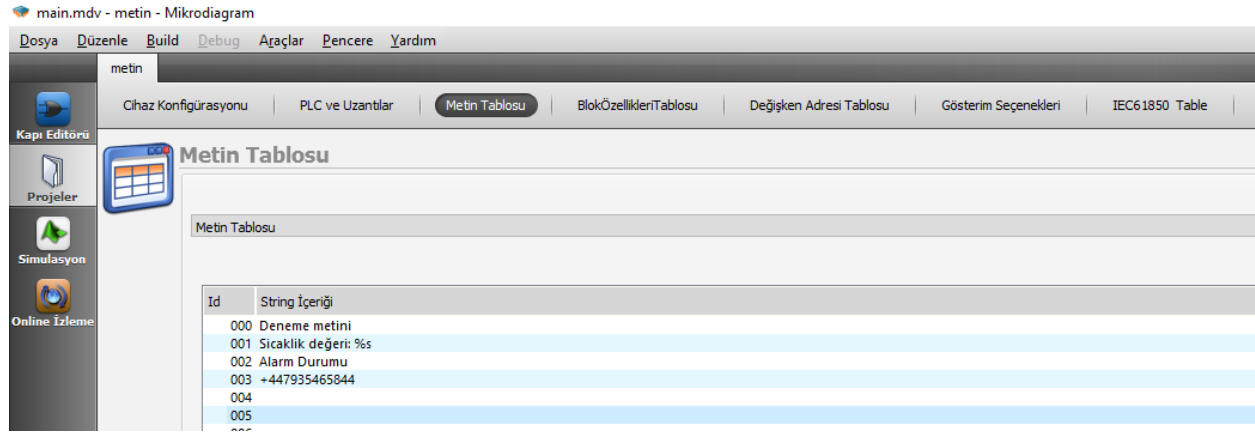 main.mdv - metin - Mikrodiagram
Dosya Düzenle Build Debug Araçlar Pencere Yardım
metin
Cihaz Konfigürasyonu PLC ve Uzantılar Metin Tablosu BlokÖzellikleriTablosu Değişken Adresi Tablosu Gösterim Seçenekleri IEC61850 Table
Kapı Editörü
Metin Tablosu
Projeler
Metin Tablosu
Simulasyon
Id String İçeriği
Online İzleme
000 Deneme metini
001 Sicaklik değeri: %s
002 Alarm Durumu
003 +447935465844
004
005